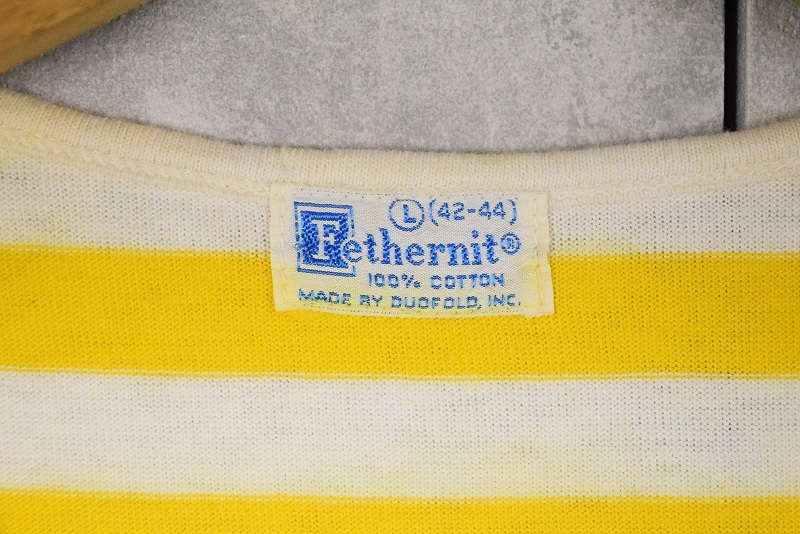 L (42-44)
Fethernit®
100% COTTON
MADE BY DUOFOLD, INC.